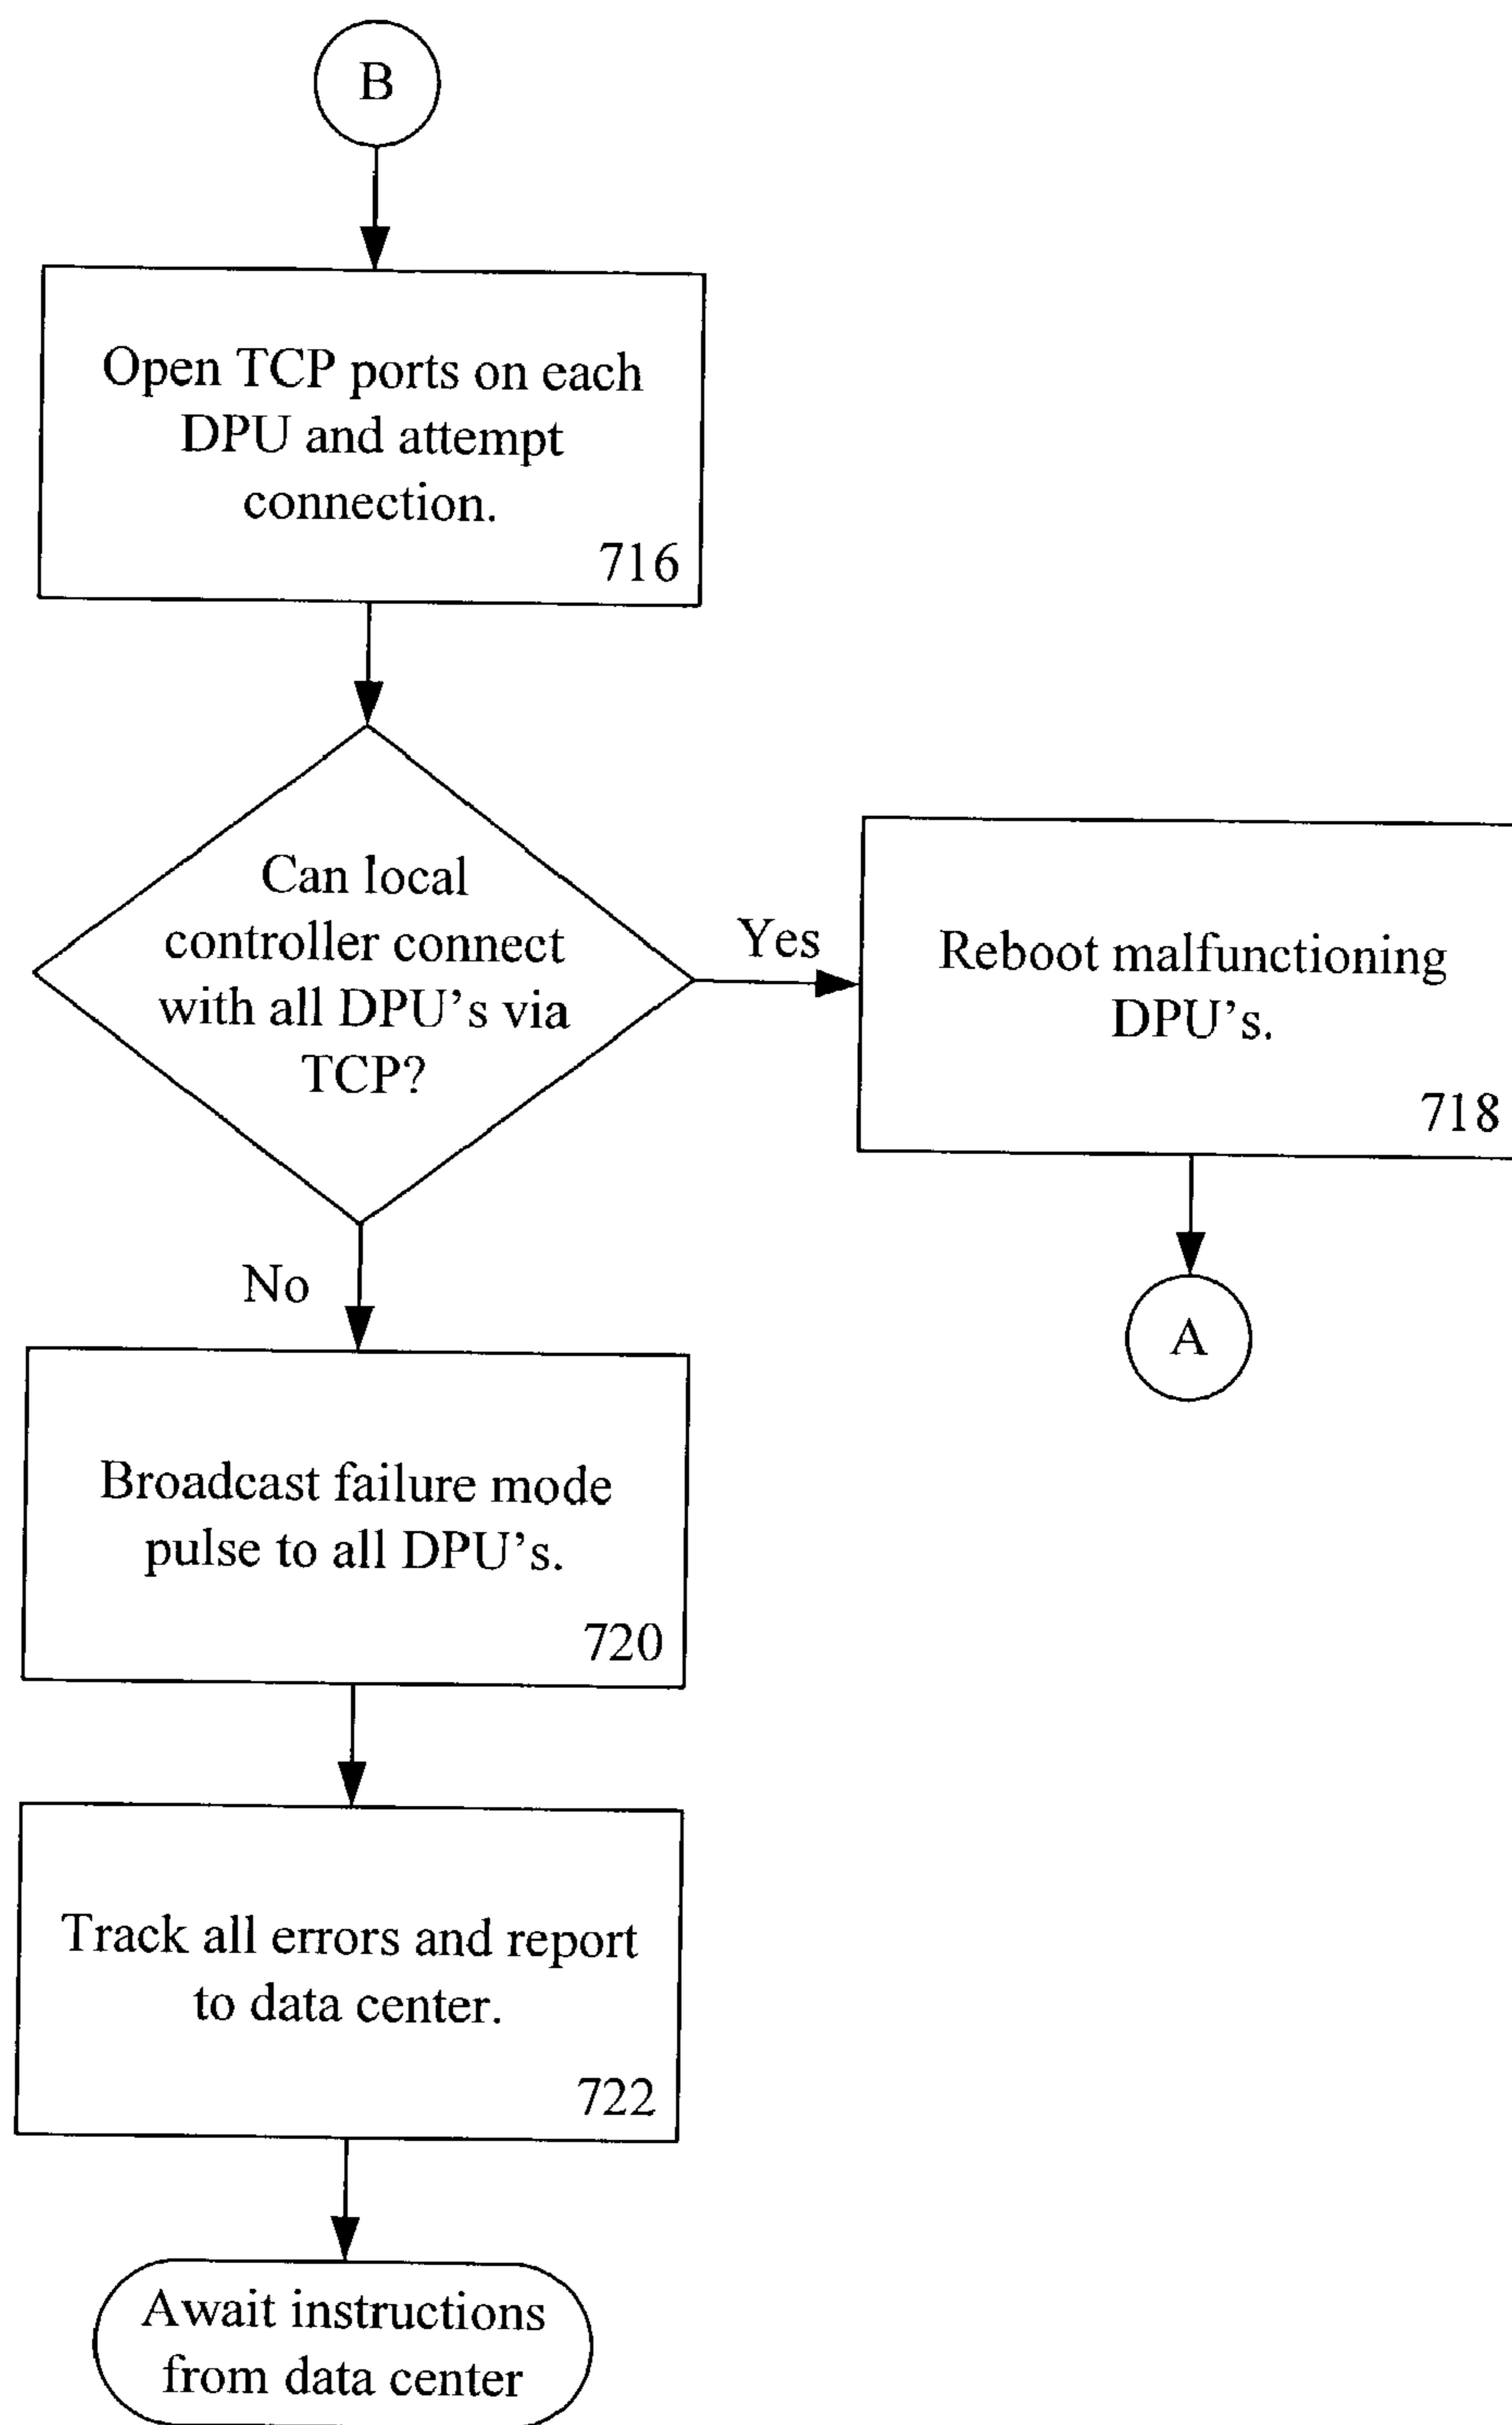 B
Open TCP ports on each
DPU and attempt
connection.
716
Can local
controller connect
with all DPU's via
TCP?
Yes
Reboot malfunctioning
DPU's.
718
A
No
Broadcast failure mode
pulse to all DPU's.
720
Track all errors and report
to data center.
722
Await instructions
from data center